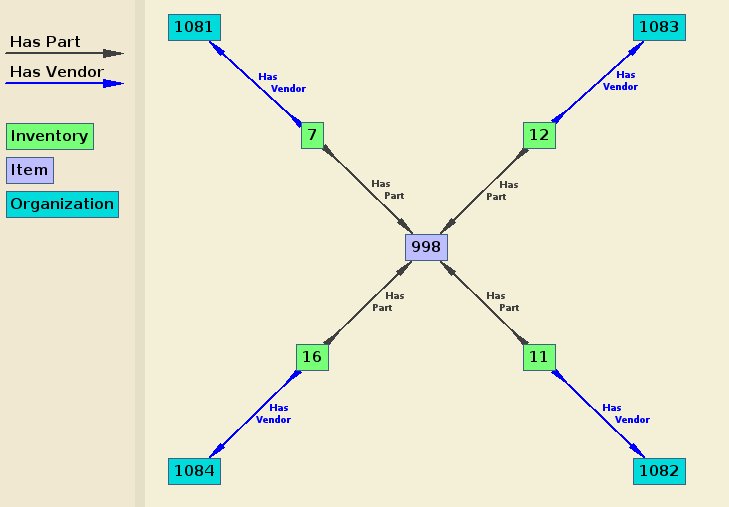 Has Part
Has Vendor
Inventory
Item
Organization
1081
1083
Has
Vendor
Has
Vendor
7
12
Has
Part
Has
Part
998
Has
Part
Has
Part
16
11
Has
Vendor
Has
Vendor
1084
1082